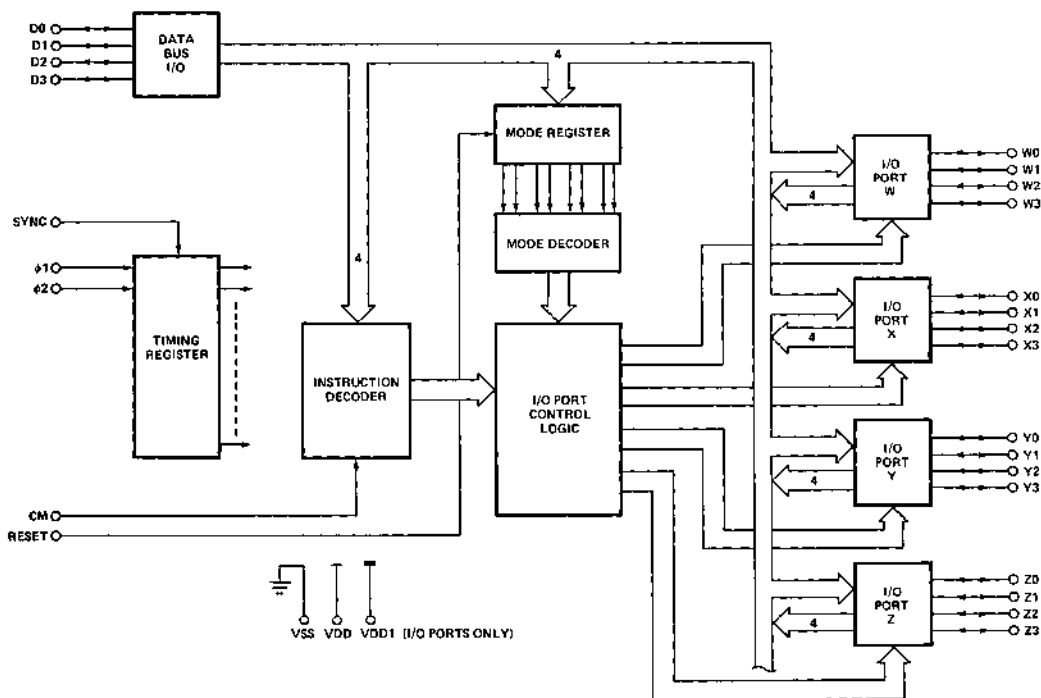 D0
D1
D2
D3
DATA
BUS
I/O
4
MODE REGISTER
MODE DECODER
4
SYNC
ϕ1
ϕ2
TIMING
REGISTER
INSTRUCTION
DECODER
I/O PORT
CONTROL
LOGIC
CM
RESET
VSS
VDD
VDD1 (I/O PORTS ONLY)
I/O
PORT
W
4
W0
W1
W2
W3
I/O
PORT
X
4
X0
X1
X2
X3
I/O
PORT
Y
4
Y0
Y1
Y2
Y3
I/O
PORT
Z
4
Z0
Z1
Z2
Z3